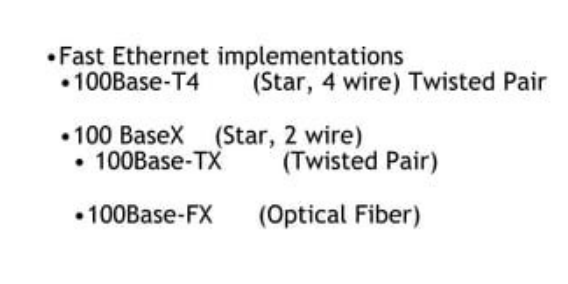 •Fast Ethernet implementations
•100Base-T4 (Star, 4 wire) Twisted Pair
•100 BaseX (Star, 2 wire)
• 100Base-TX (Twisted Pair)
•100Base-FX (Optical Fiber)